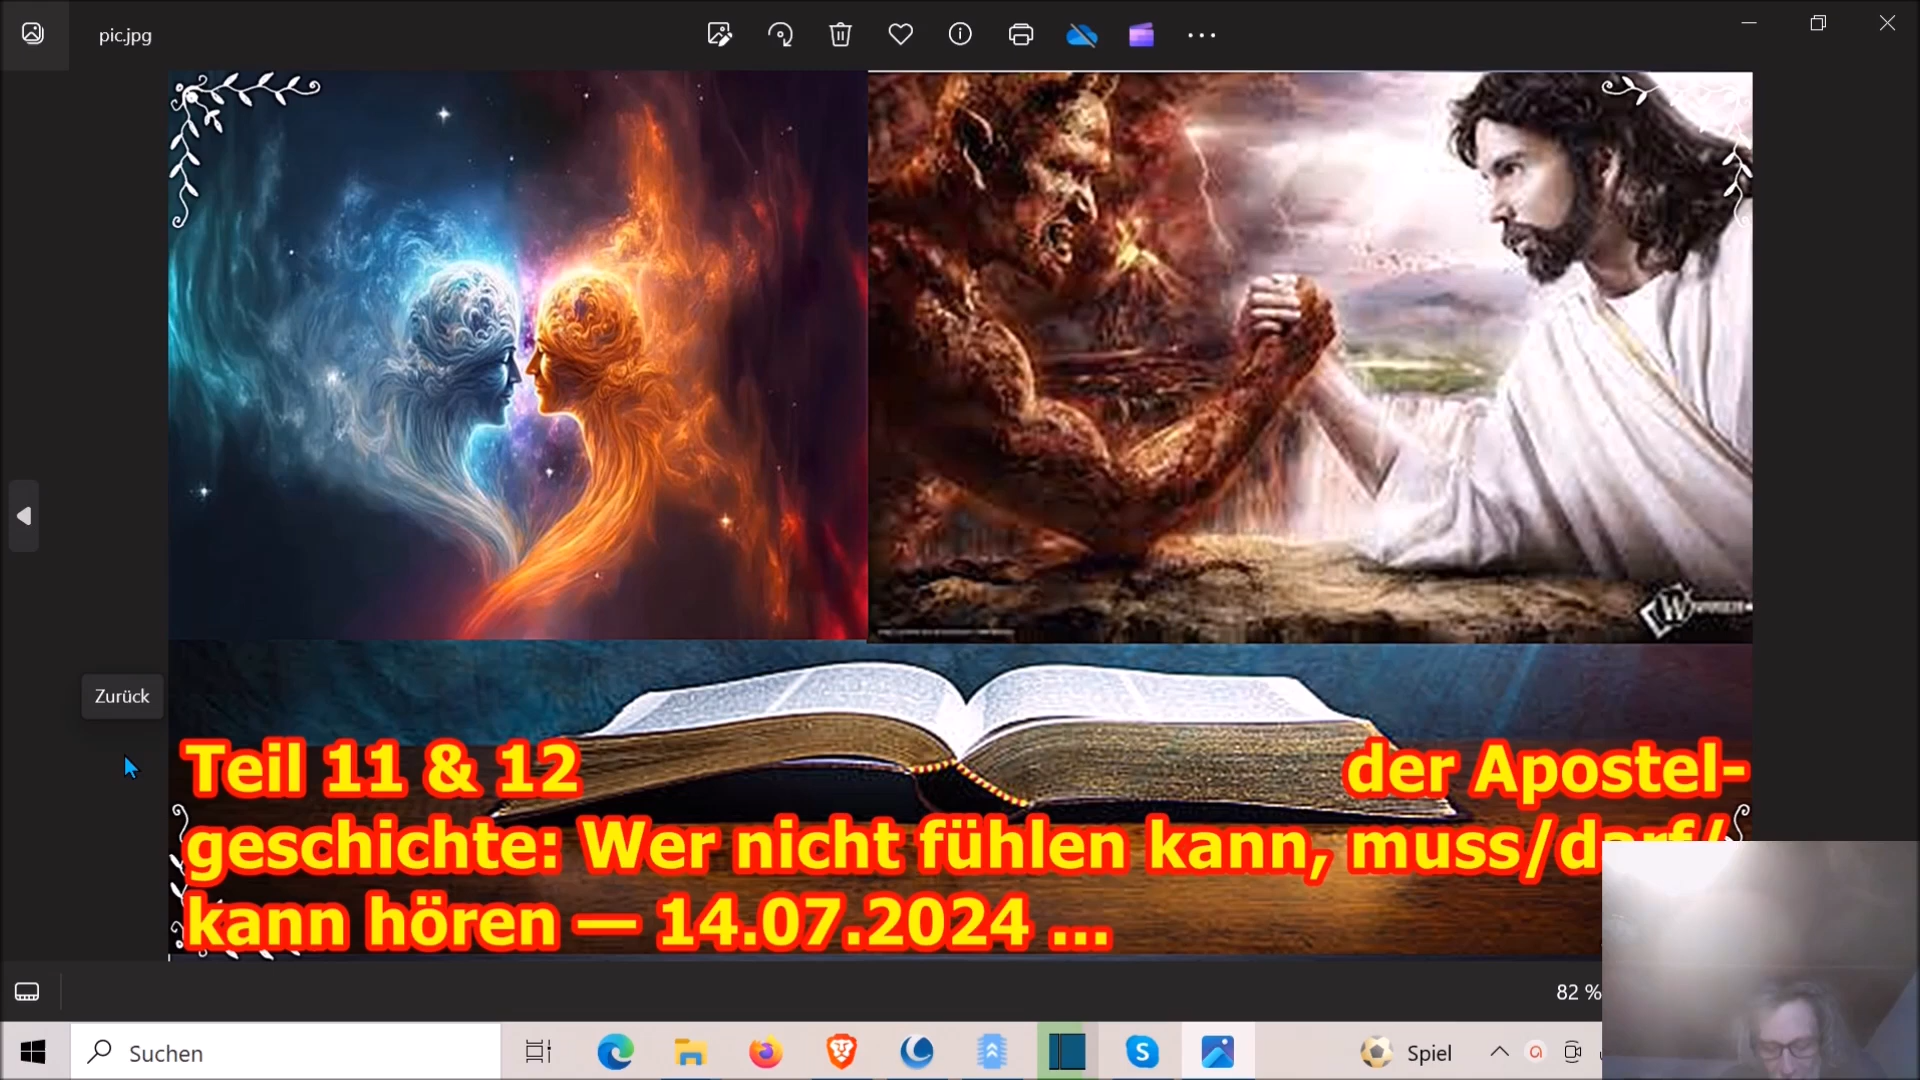 pic.jpg
Zurück
Teil 11 & 12 der Apostel-
geschichte: Wer nicht fühlen kann, muss/darf/
kann hören — 14.07.2024 ...
82 %
Suchen
Spiel